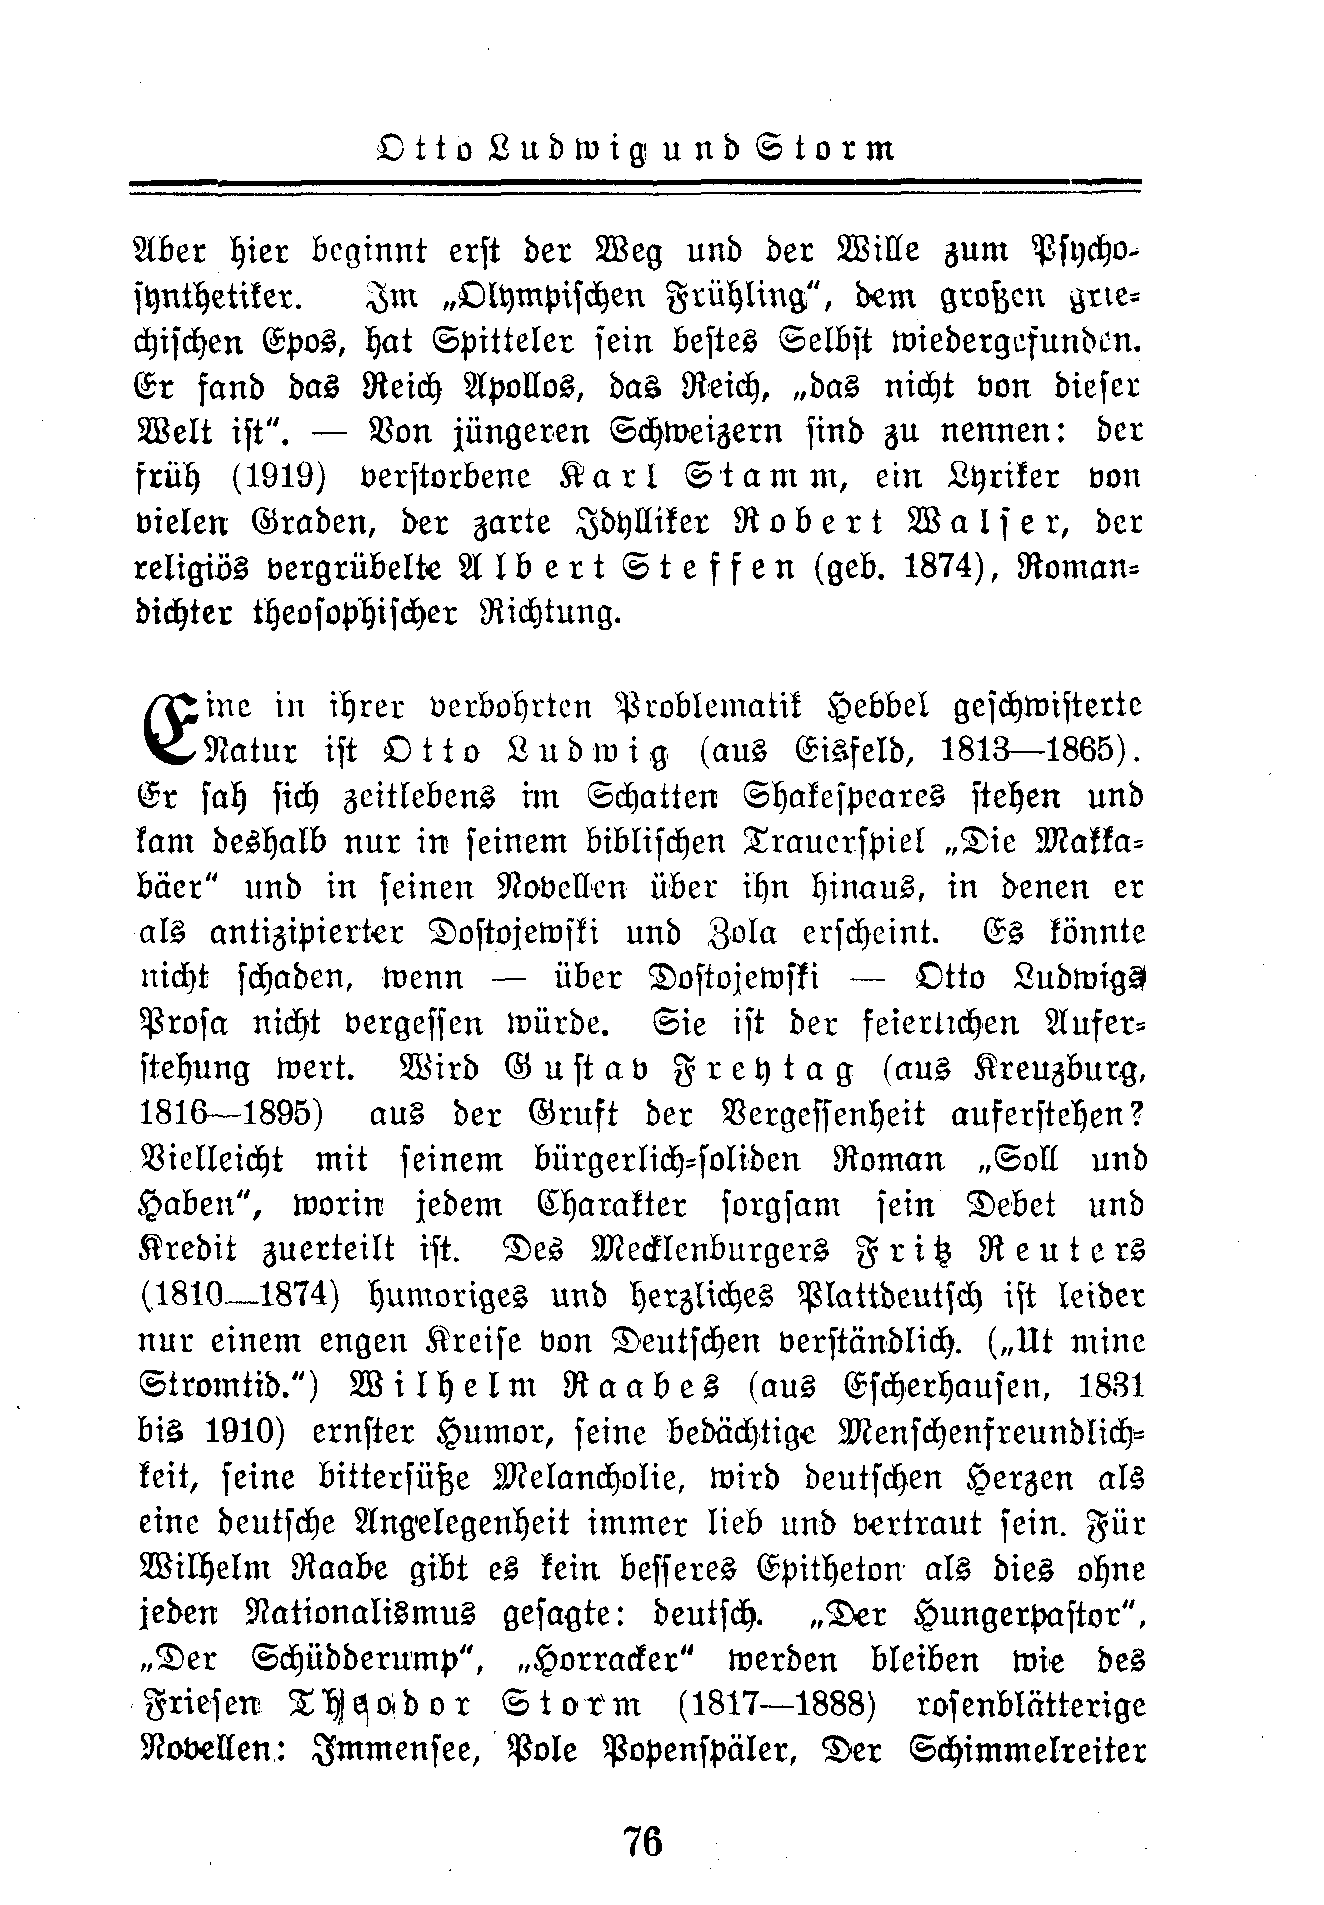 Otto Ludwig und Storm
Aber hier beginnt erst der Weg und der Wille zum Psycho-
synthetiker. Im „Olympischen Frühling“, dem großen grie-
chischen Epos, hat Spitteler sein bestes Selbst wiedergefunden.
Er fand das Reich Apollos, das Reich, „das nicht von dieser
Welt ist“. — Von jüngeren Schweizern sind zu nennen: der
früh (1919) verstorbene Karl Stamm, ein Lyriker von
vielen Graden, der zarte Idylliker Robert Walser, der
religiös vergrübelte Albert Steffen (geb. 1874), Roman-
dichter theosophischer Richtung.
Eine in ihrer verbohrten Problematik Hebbel geschwisterte
Natur ist Otto Ludwig (aus Eisfeld, 1813—1865).
Er sah sich zeitlebens im Schatten Shakespeares stehen und
kam deshalb nur in seinem biblischen Trauerspiel „Die Makka-
bäer“ und in seinen Novellen über ihn hinaus, in denen er
als antizipierter Dostojewski und Zola erscheint. Es könnte
nicht schaden, wenn — über Dostojewski — Otto Ludwigs
Prosa nicht vergessen würde. Sie ist der feierlichen Aufer-
stehung wert. Wird Gustav Freytag (aus Kreuzburg,
1816—1895) aus der Gruft der Vergessenheit auferstehen?
Vielleicht mit seinem bürgerlich-soliden Roman „Soll und
Haben“, worin jedem Charakter sorgsam sein Debet und
Kredit zuerteilt ist. Des Mecklenburgers Fritz Reuters
(1810—1874) humoriges und herzliches Plattdeutsch ist leider
nur einem engen Kreise von Deutschen verständlich. („Ut mine
Stromtid.“) Wilhelm Raabes (aus Escherhausen, 1831
bis 1910) ernster Humor, seine bedächtige Menschenfreundlich-
keit, seine bittersüße Melancholie, wird deutschen Herzen als
eine deutsche Angelegenheit immer lieb und vertraut sein. Für
Wilhelm Raabe gibt es kein besseres Epitheton als dies ohne
jeden Nationalismus gesagte: deutsch. „Der Hungerpastor“,
„Der Schüdderump“, „Horracker“ werden bleiben wie des
Friesen Theodor Storm (1817—1888) rosenblätterige
Novellen: Immensee, Pole Popenspäler, Der Schimmelreiter
76